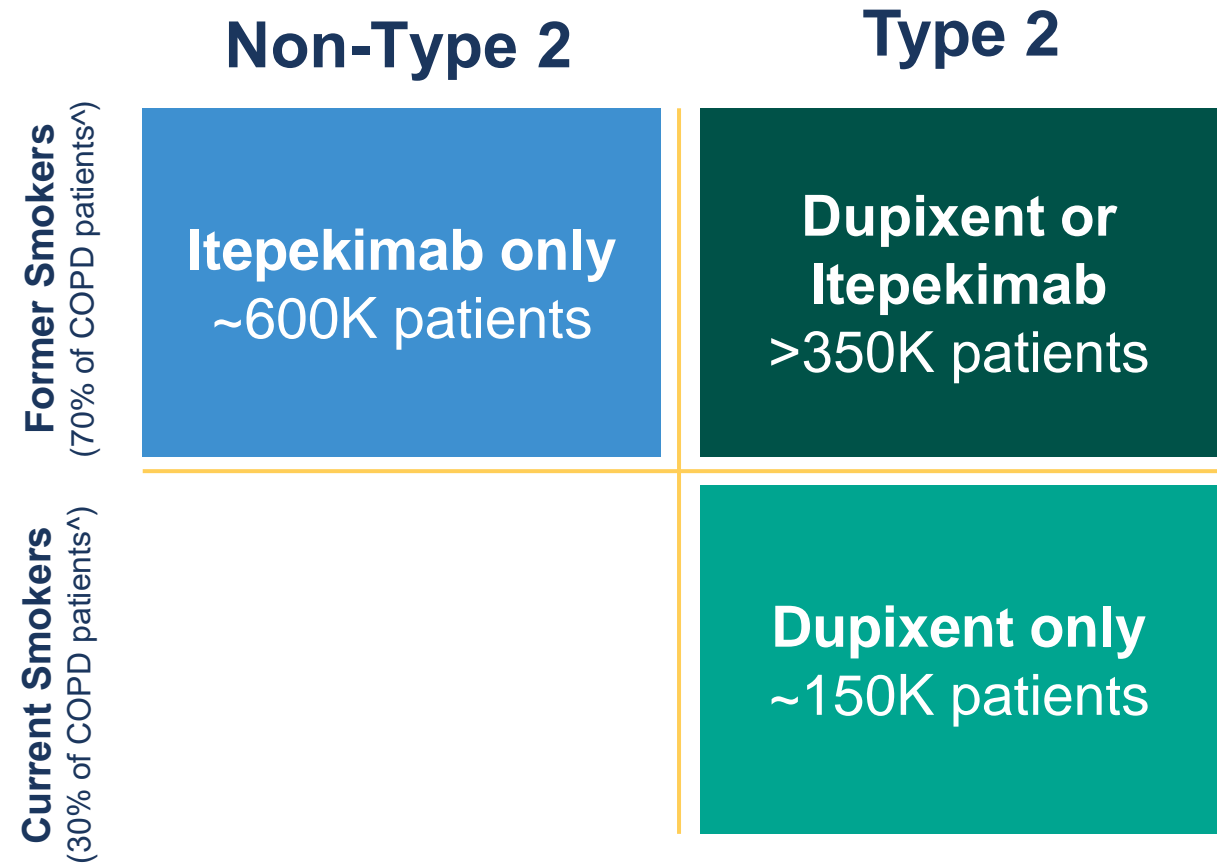 Non-Type 2
Type 2
Former Smokers
(70% of COPD patients^)
Itepekimab only
~600K patients
Dupixent or
Itepekimab
>350K patients
Current Smokers
(30% of COPD patients^)
Dupixent only
~150K patients